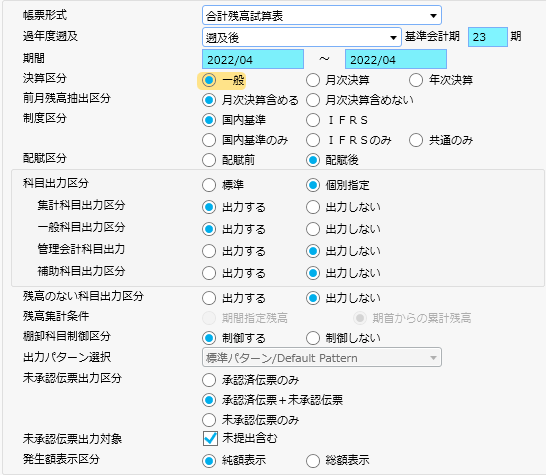 帳票形式 合計残高試算表
過年度遡及 遡及後 基準会計期 23 期
期間 2022/04 ～ 2022/04
決算区分 一般 月次決算 年次決算
前月残高抽出区分 月次決算含める 月次決算含めない
制度区分 国内基準 ＩＦＲＳ
国内基準のみ ＩＦＲＳのみ 共通のみ
配賦区分 配賦前 配賦後
科目出力区分 標準 個別指定
集計科目出力区分 出力する 出力しない
一般科目出力区分 出力する 出力しない
管理会計科目出力 出力する 出力しない
補助科目出力区分 出力する 出力しない
残高のない科目出力区分 出力する 出力しない
残高集計条件 期間指定残高 期首からの累計残高
棚卸科目制御区分 制御する 制御しない
出力パターン選択 標準パターン/Default Pattern
未承認伝票出力区分 承認済伝票のみ
承認済伝票＋未承認伝票
未承認伝票のみ
未承認伝票出力対象 未提出含む
発生額表示区分 純額表示 総額表示